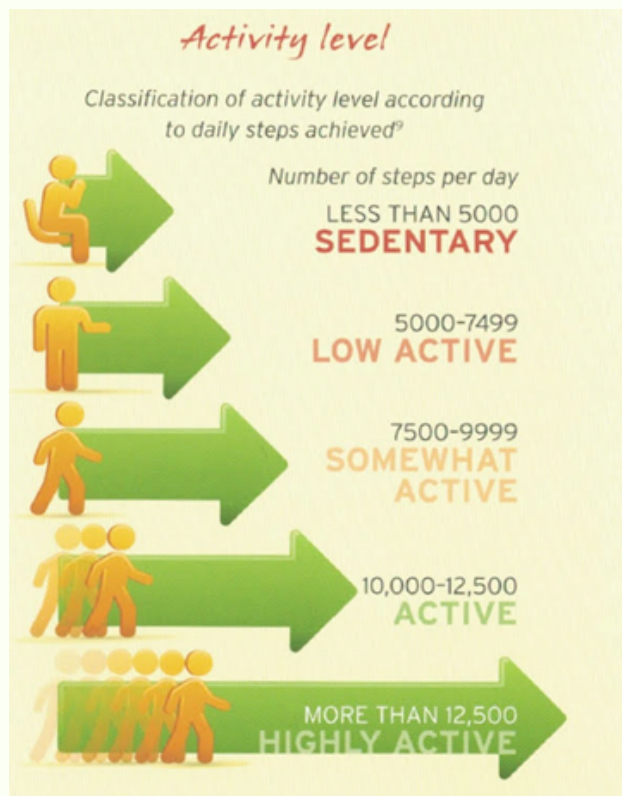 Activity level
Classification of activity level according
to daily steps achieved⁹
Number of steps per day
LESS THAN 5000
SEDENTARY
5000-7499
LOW ACTIVE
7500-9999
SOMEWHAT
ACTIVE
10,000-12,500
ACTIVE
MORE THAN 12,500
HIGHLY ACTIVE